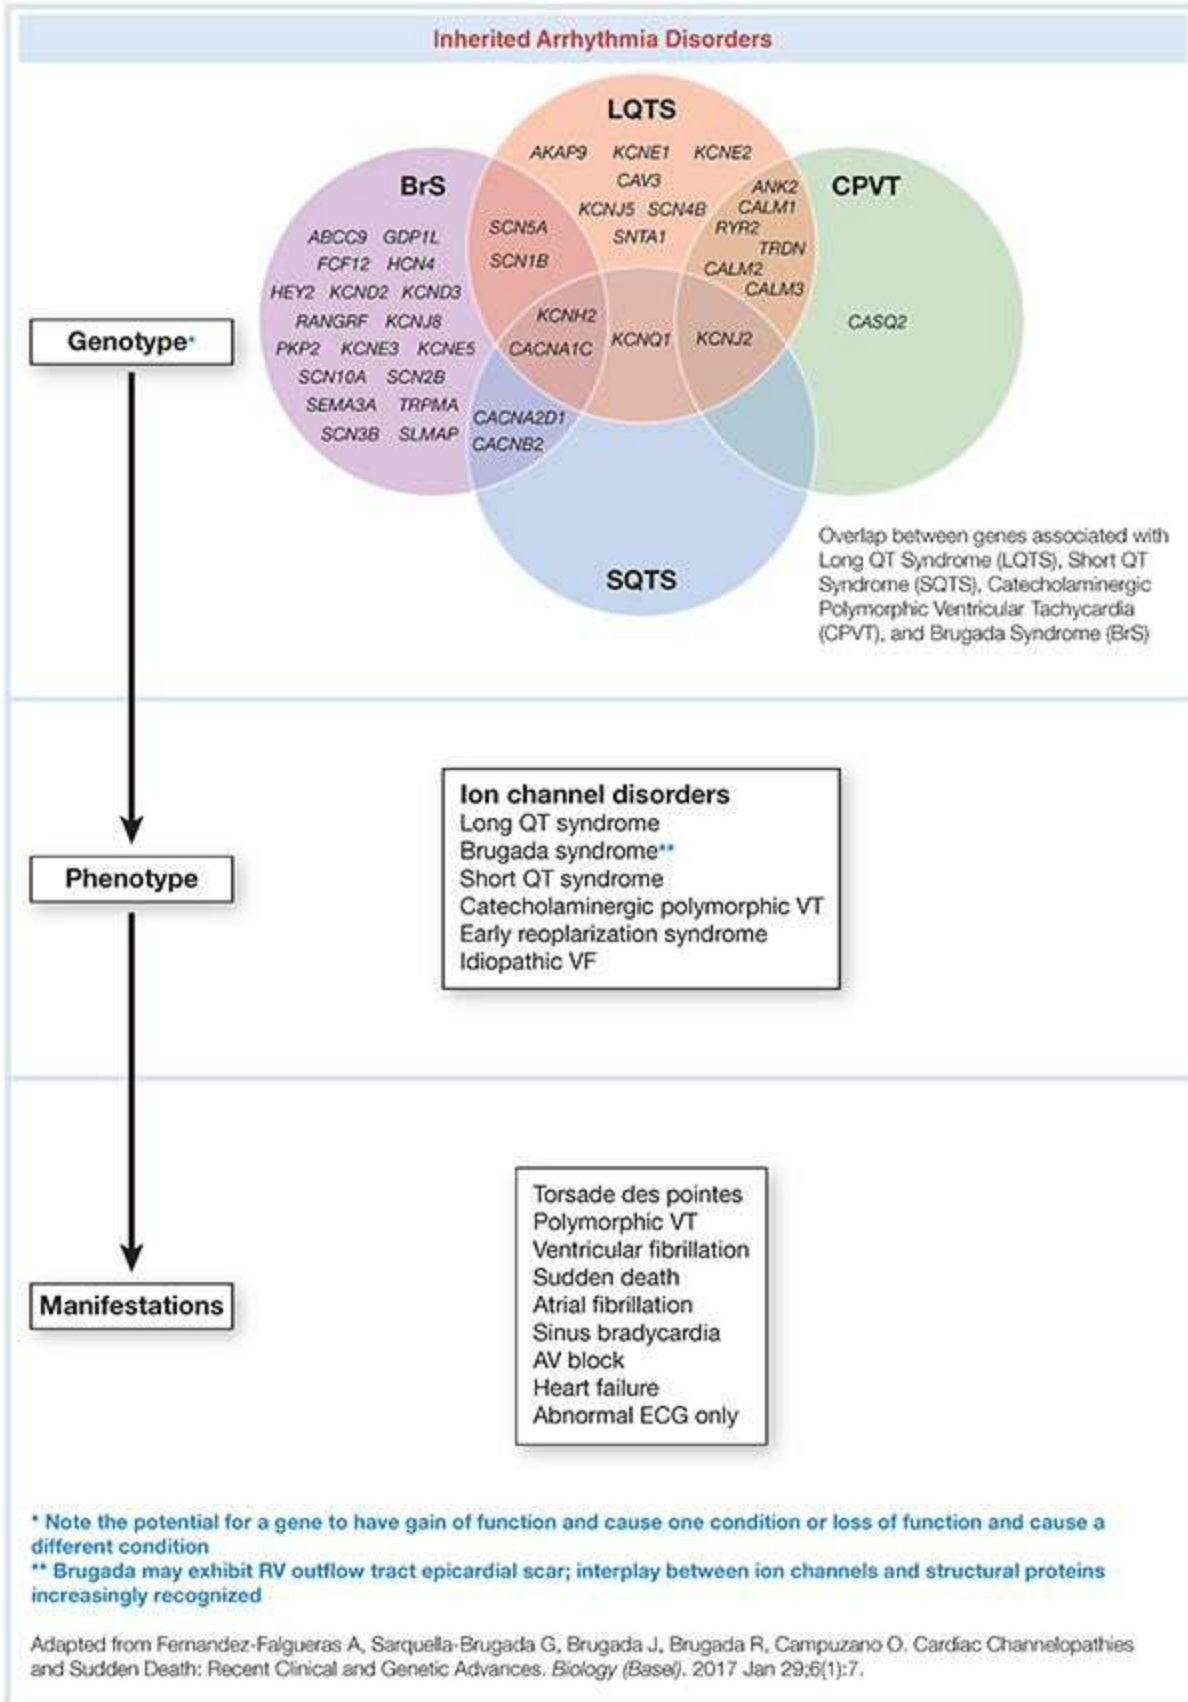 Inherited Arrhythmia Disorders
LQTS
AKAP9 KCNE1 KCNE2
CAV3
KCNJ5 SCN4B
SNTA1
BrS
ABCC9 GDP1L
FCF12 HCN4
HEY2 KCND2 KCND3
RANGRF KCNJ8
PKP2 KCNE3 KCNE5
SCN10A SCN2B
SEMA3A TRPMA
SCN3B SLMAP
SCN5A
SCN1B
KCNH2
CACNA1C
KCNQ1
KCNJ2
CACNA2D1
CACNB2
ANK2
CALM1
RYR2
TRDN
CALM2
CALM3
CPVT
CASQ2
SQTS
Overlap between genes associated with
Long QT Syndrome (LQTS), Short QT
Syndrome (SQTS), Catecholaminergic
Polymorphic Ventricular Tachycardia
(CPVT), and Brugada Syndrome (BrS)
Genotype*
Phenotype
Ion channel disorders
Long QT syndrome
Brugada syndrome**
Short QT syndrome
Catecholaminergic polymorphic VT
Early reoplarization syndrome
Idiopathic VF
Manifestations
Torsade des pointes
Polymorphic VT
Ventricular fibrillation
Sudden death
Atrial fibrillation
Sinus bradycardia
AV block
Heart failure
Abnormal ECG only
* Note the potential for a gene to have gain of function and cause one condition or loss of function and cause a
different condition
** Brugada may exhibit RV outflow tract epicardial scar; interplay between ion channels and structural proteins
increasingly recognized
Adapted from Fernandez-Falgueras A, Sarquella-Brugada G, Brugada J, Brugada R, Campuzano O. Cardiac Channelopathies
and Sudden Death: Recent Clinical and Genetic Advances. Biology (Basel). 2017 Jan 29;6(1):7.